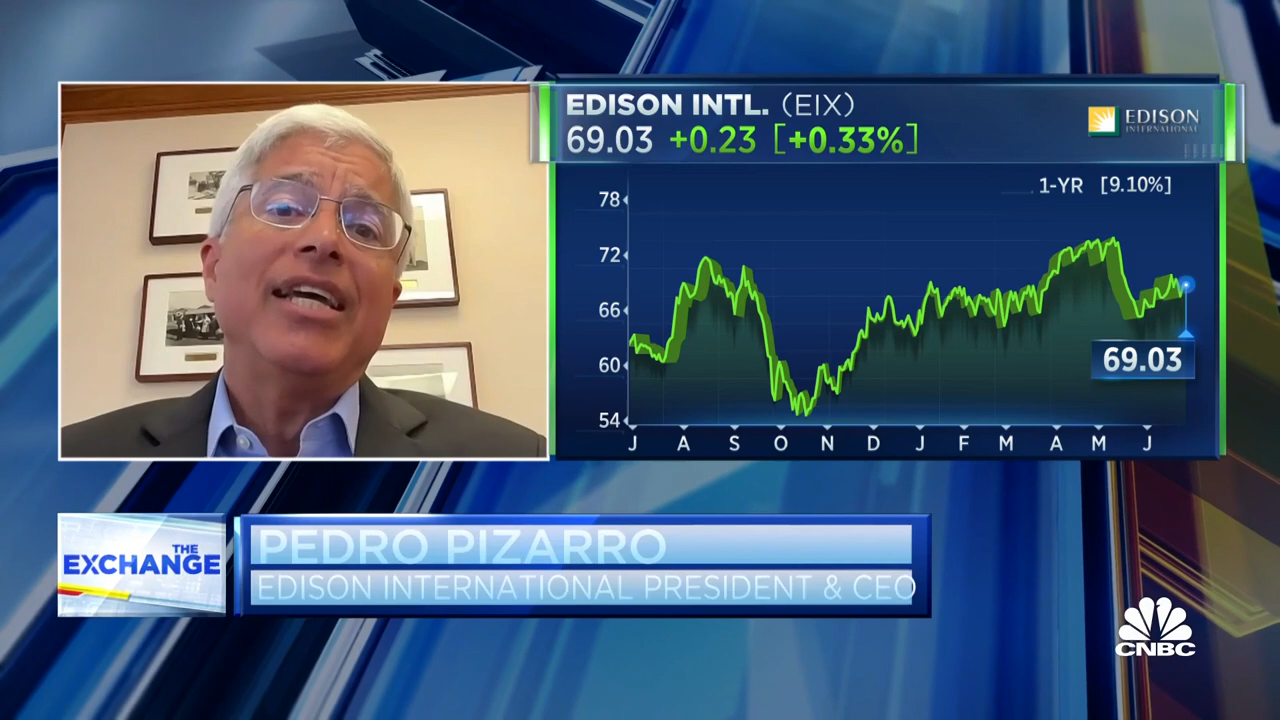 EDISON INTL. (EIX)
69.03 +0.23 [+0.33%]
EDISON
INTERNATIONAL
1-YR [9.10%]
78
72
66
60
54
69.03
J A S O N D J F M A M J
THE
EXCHANGE
PEDRO PIZARRO
EDISON INTERNATIONAL PRESIDENT & CEO
CNBC